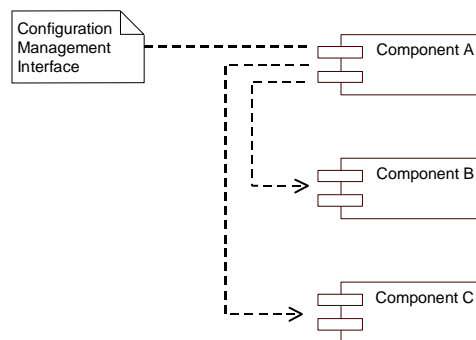 Configuration
Management
Interface
Component A
Component B
Component C